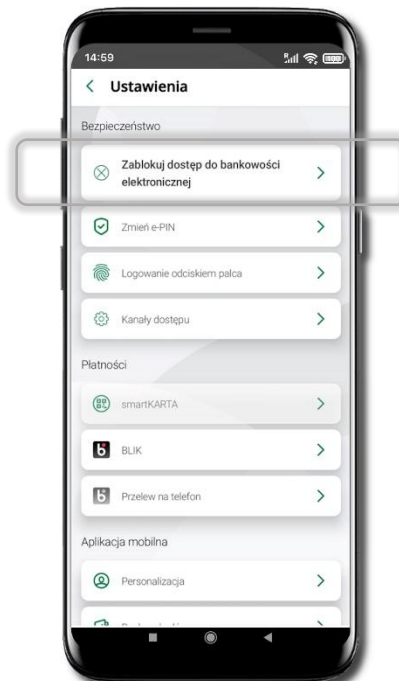 14:59
Ustawienia
Bezpieczeństwo
Zablokuj dostęp do bankowości
elektronicznej
Zmień e-PIN
Logowanie odciskiem palca
Kanały dostępu
Płatności
smartKARTA
BLIK
Przelew na telefon
Aplikacja mobilna
Personalizacja